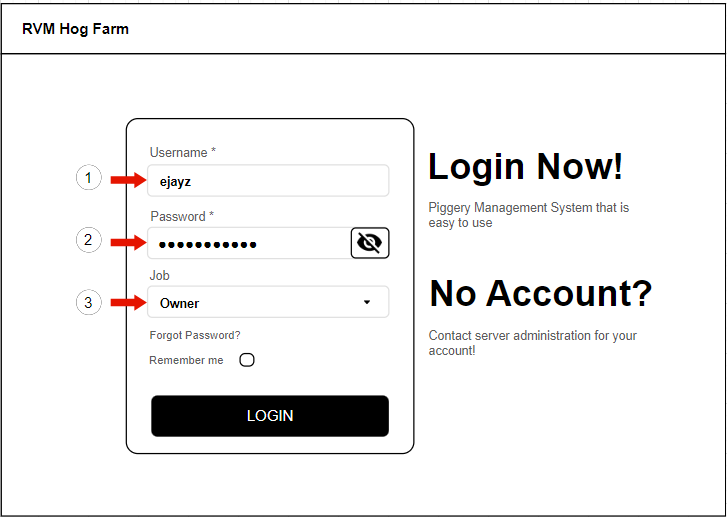 RVM Hog Farm
Username *
1
ejayz
Password *
2
●●●●●●●●●●●
Job
3
Owner
Forgot Password?
Remember me
LOGIN
Login Now!
Piggery Management System that is
easy to use
No Account?
Contact server administration for your
account!